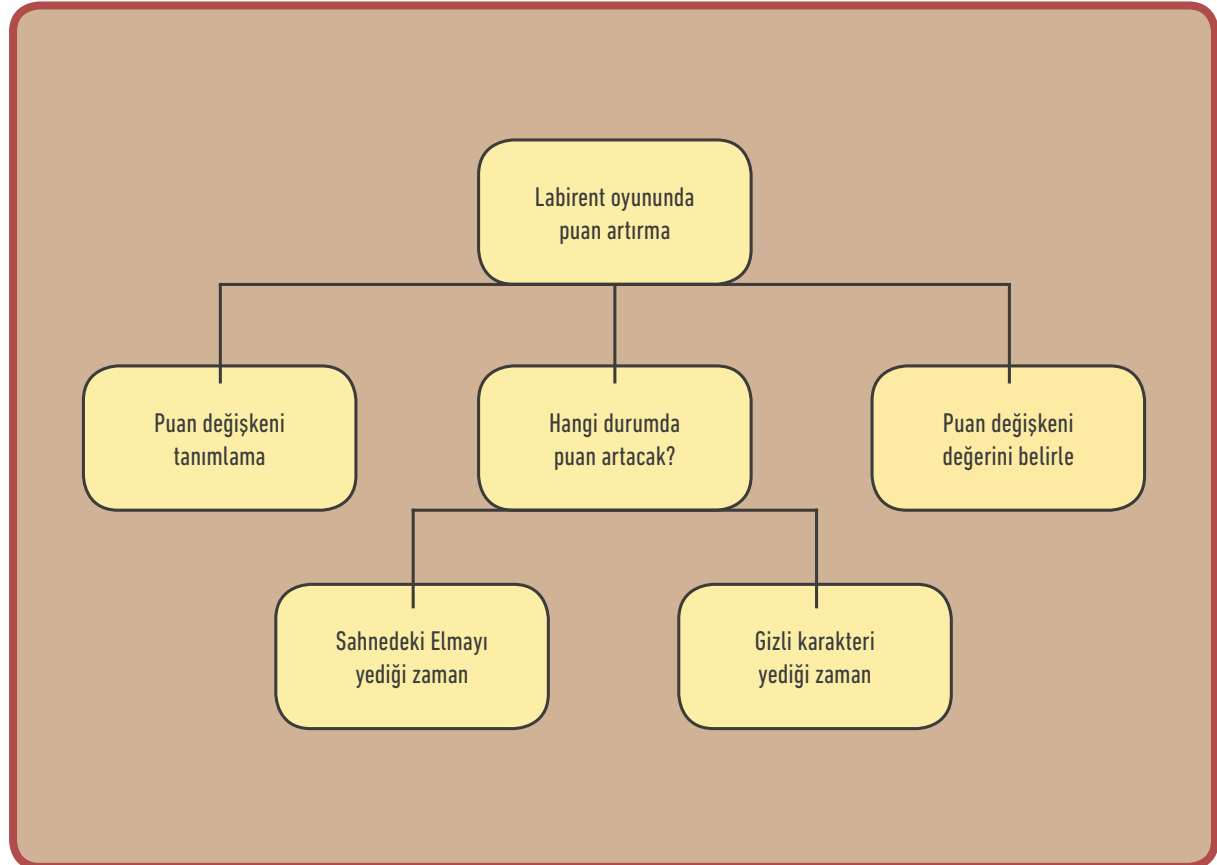 Labirent oyununda
puan artırma
Puan değişkeni
tanımlama
Hangi durumda
puan artacak?
Puan değişkeni
değerini belirle
Sahnedeki Elmayı
yediği zaman
Gizli karakteri
yediği zaman